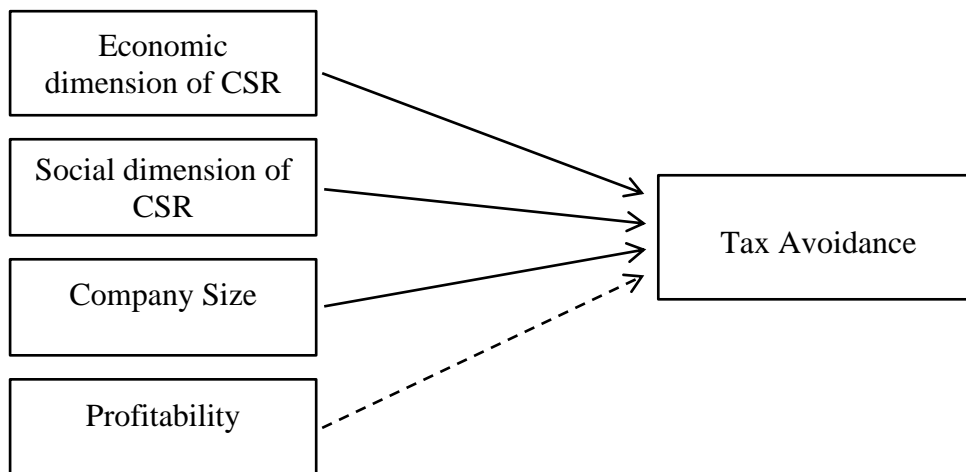 Economic
dimension of CSR
Social dimension of
CSR
Company Size
Profitability
Tax Avoidance